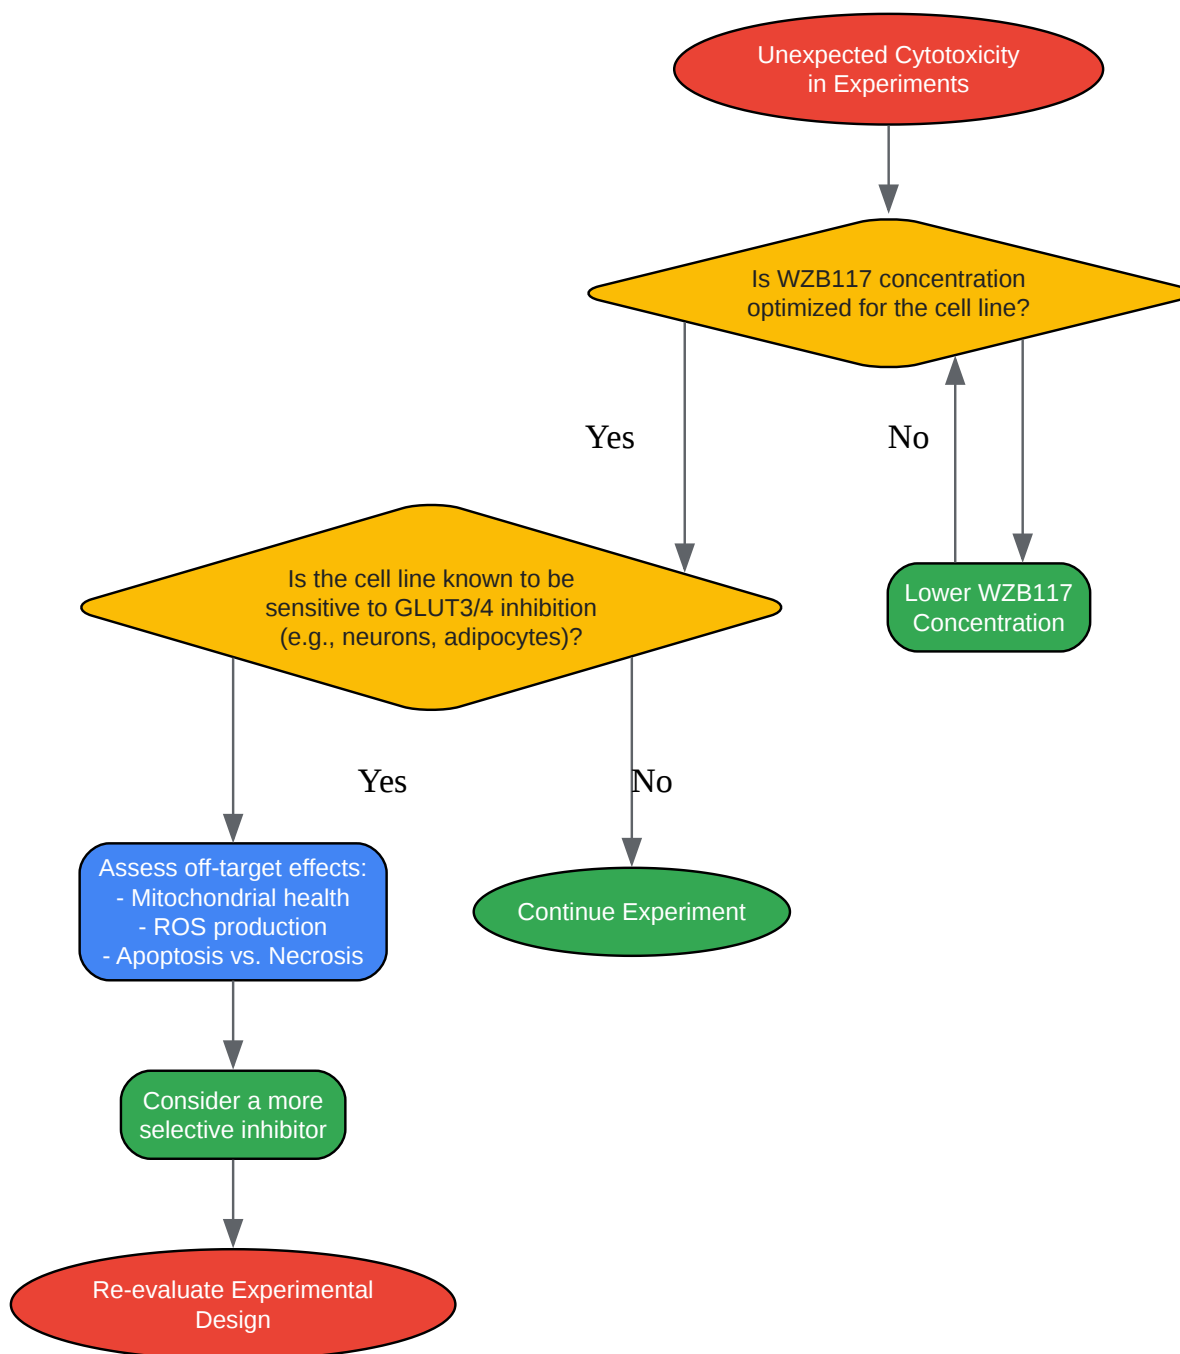 Unexpected Cytotoxicity
in Experiments
Is WZB117 concentration
optimized for the cell line?
Yes
No
Is the cell line known to be
sensitive to GLUT3/4 inhibition
(e.g., neurons, adipocytes)?
Lower WZB117
Concentration
Yes
No
Assess off-target effects:
- Mitochondrial health
- ROS production
- Apoptosis vs. Necrosis
Continue Experiment
Consider a more
selective inhibitor
Re-evaluate Experimental
Design